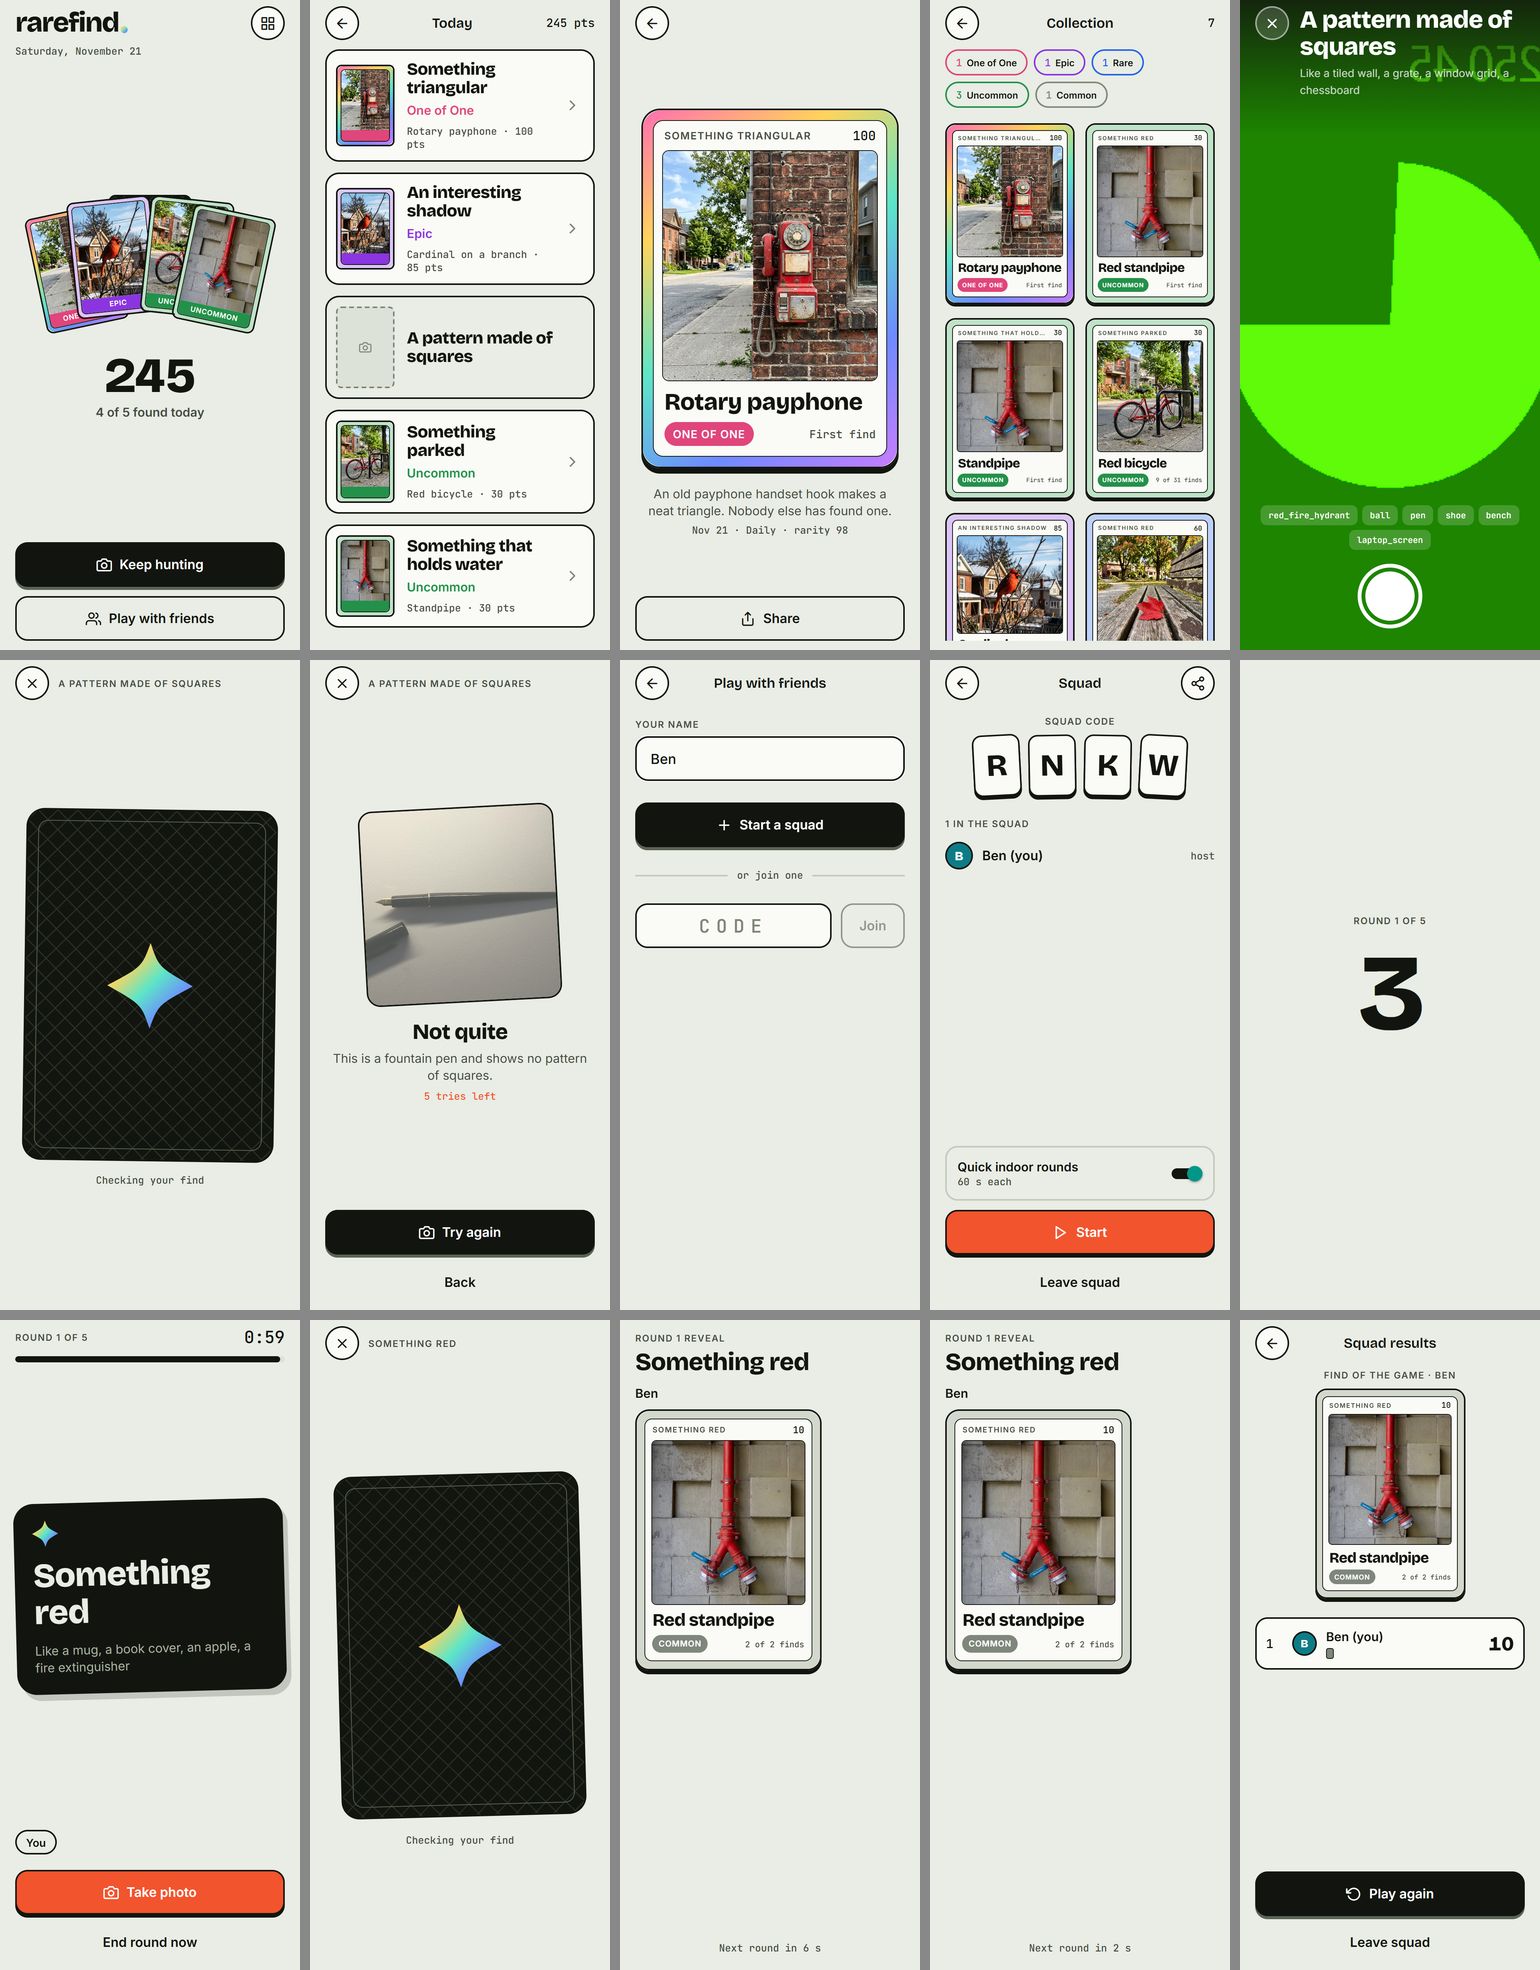 rarefind.
Saturday, November 21
ONE
EPIC
UNC
UNCOMMON
245
4 of 5 found today
Keep hunting
Play with friends
Today
245 pts
Something
triangular
One of One
Rotary payphone · 100
pts
An interesting
shadow
Epic
Cardinal on a branch ·
85 pts
A pattern made of
squares
Something
parked
Uncommon
Red bicycle · 30 pts
Something that
holds water
Uncommon
Standpipe · 30 pts
SOMETHING TRIANGULAR 100
Rotary payphone
ONE OF ONE First find
An old payphone handset hook makes a
neat triangle. Nobody else has found one.
Nov 21 · Daily · rarity 98
Share
Collection
7
1 One of One
1 Epic
1 Rare
3 Uncommon
1 Common
SOMETHING TRIANGUL... 100
Rotary payphone
ONE OF ONE First find
SOMETHING RED 30
Red standpipe
UNCOMMON First find
SOMETHING THAT HOLD... 30
Standpipe
UNCOMMON First find
SOMETHING PARKED 30
Red bicycle
UNCOMMON 9 of 31 finds
AN INTERESTING SHADOW 85
SOMETHING RED 60
A pattern made of
squares
Like a tiled wall, a grate, a window grid, a
chessboard
red_fire_hydrant
ball
pen
shoe
bench
laptop_screen
A PATTERN MADE OF SQUARES
Checking your find
A PATTERN MADE OF SQUARES
Not quite
This is a fountain pen and shows no pattern
of squares.
5 tries left
Try again
Back
Play with friends
YOUR NAME
Ben
Start a squad
or join one
CODE
Join
Squad
SQUAD CODE
R N K W
1 IN THE SQUAD
B Ben (you) host
Quick indoor rounds
60 s each
Start
Leave squad
ROUND 1 OF 5
3
ROUND 1 OF 5
0:59
Something
red
Like a mug, a book cover, an apple, a
fire extinguisher
You
Take photo
End round now
SOMETHING RED
Checking your find
ROUND 1 REVEAL
Something red
Ben
SOMETHING RED 10
Red standpipe
COMMON 2 of 2 finds
Next round in 6 s
ROUND 1 REVEAL
Something red
Ben
SOMETHING RED 10
Red standpipe
COMMON 2 of 2 finds
Next round in 2 s
Squad results
FIND OF THE GAME · BEN
SOMETHING RED 10
Red standpipe
COMMON 2 of 2 finds
1 B Ben (you) 10
Play again
Leave squad